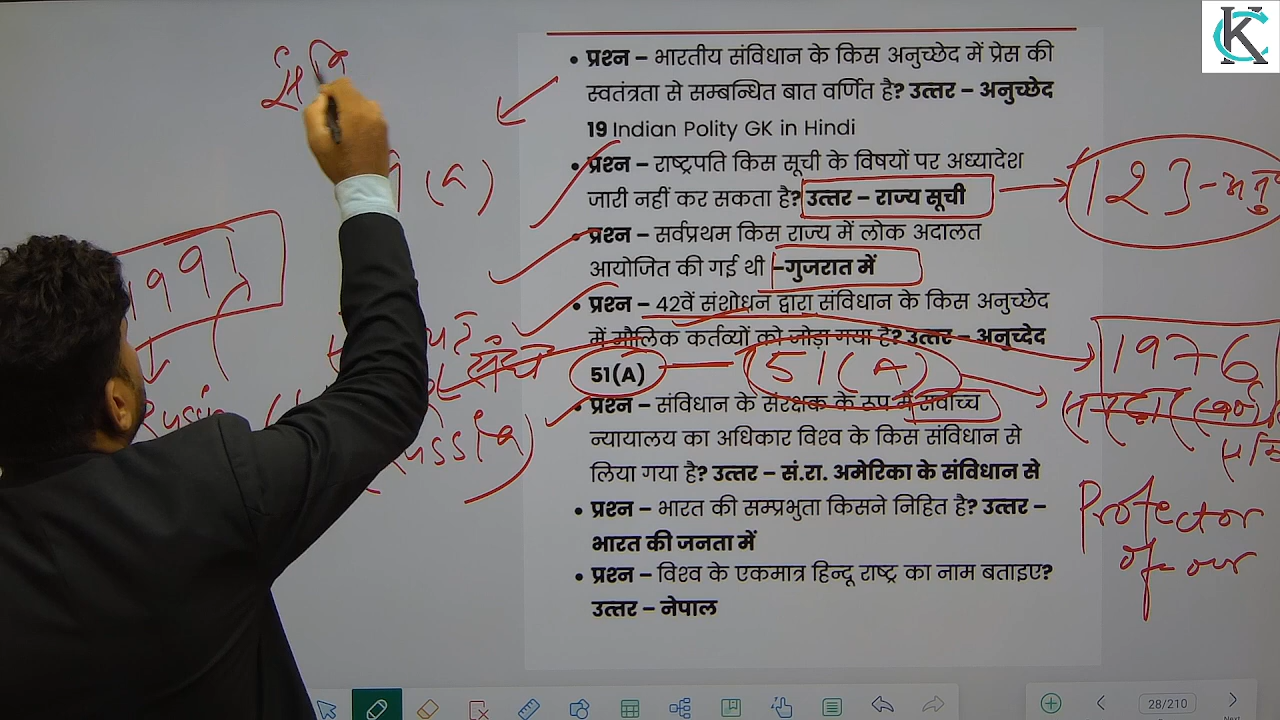 KC
• प्रश्न – भारतीय संविधान के किस अनुच्छेद में प्रेस की
स्वतंत्रता से सम्बन्धित बात वर्णित है? उत्तर – अनुच्छेद
19 Indian Polity GK in Hindi
• प्रश्न – राष्ट्रपति किस सूची के विषयों पर अध्यादेश
जारी नहीं कर सकता है? उत्तर – राज्य सूची
• प्रश्न – सर्वप्रथम किस राज्य में लोक अदालत
आयोजित की गई थी –गुजरात में
• प्रश्न – 42वें संशोधन द्वारा संविधान के किस अनुच्छेद
में मौलिक कर्तव्यों को जोड़ा गया है? उत्तर – अनुच्देद
51(A)
• प्रश्न – संविधान के संरक्षक के रूप में सर्वोच्च
न्यायालय का अधिकार विश्व के किस संविधान से
लिया गया है? उत्तर – सं.रा. अमेरिका के संविधान से
• प्रश्न – भारत की सम्प्रभुता किसने निहित है? उत्तर –
भारत की जनता में
• प्रश्न – विश्व के एकमात्र हिन्दू राष्ट्र का नाम बताइए?
उत्तर – नेपाल
संवि
(a)
1991
123 - अनु
51(A)
1976
Protector
of our
28/210
Next